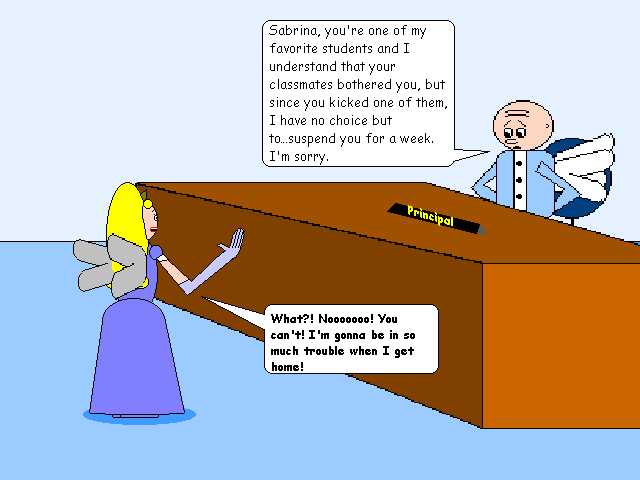 Sabrina, you're one of my
favorite students and I
understand that your
classmates bothered you, but
since you kicked one of them,
I have no choice but
to...suspend you for a week.
I'm sorry.
Principal
What?! Nooooooo! You
can't! I'm gonna be in so
much trouble when I get
home!